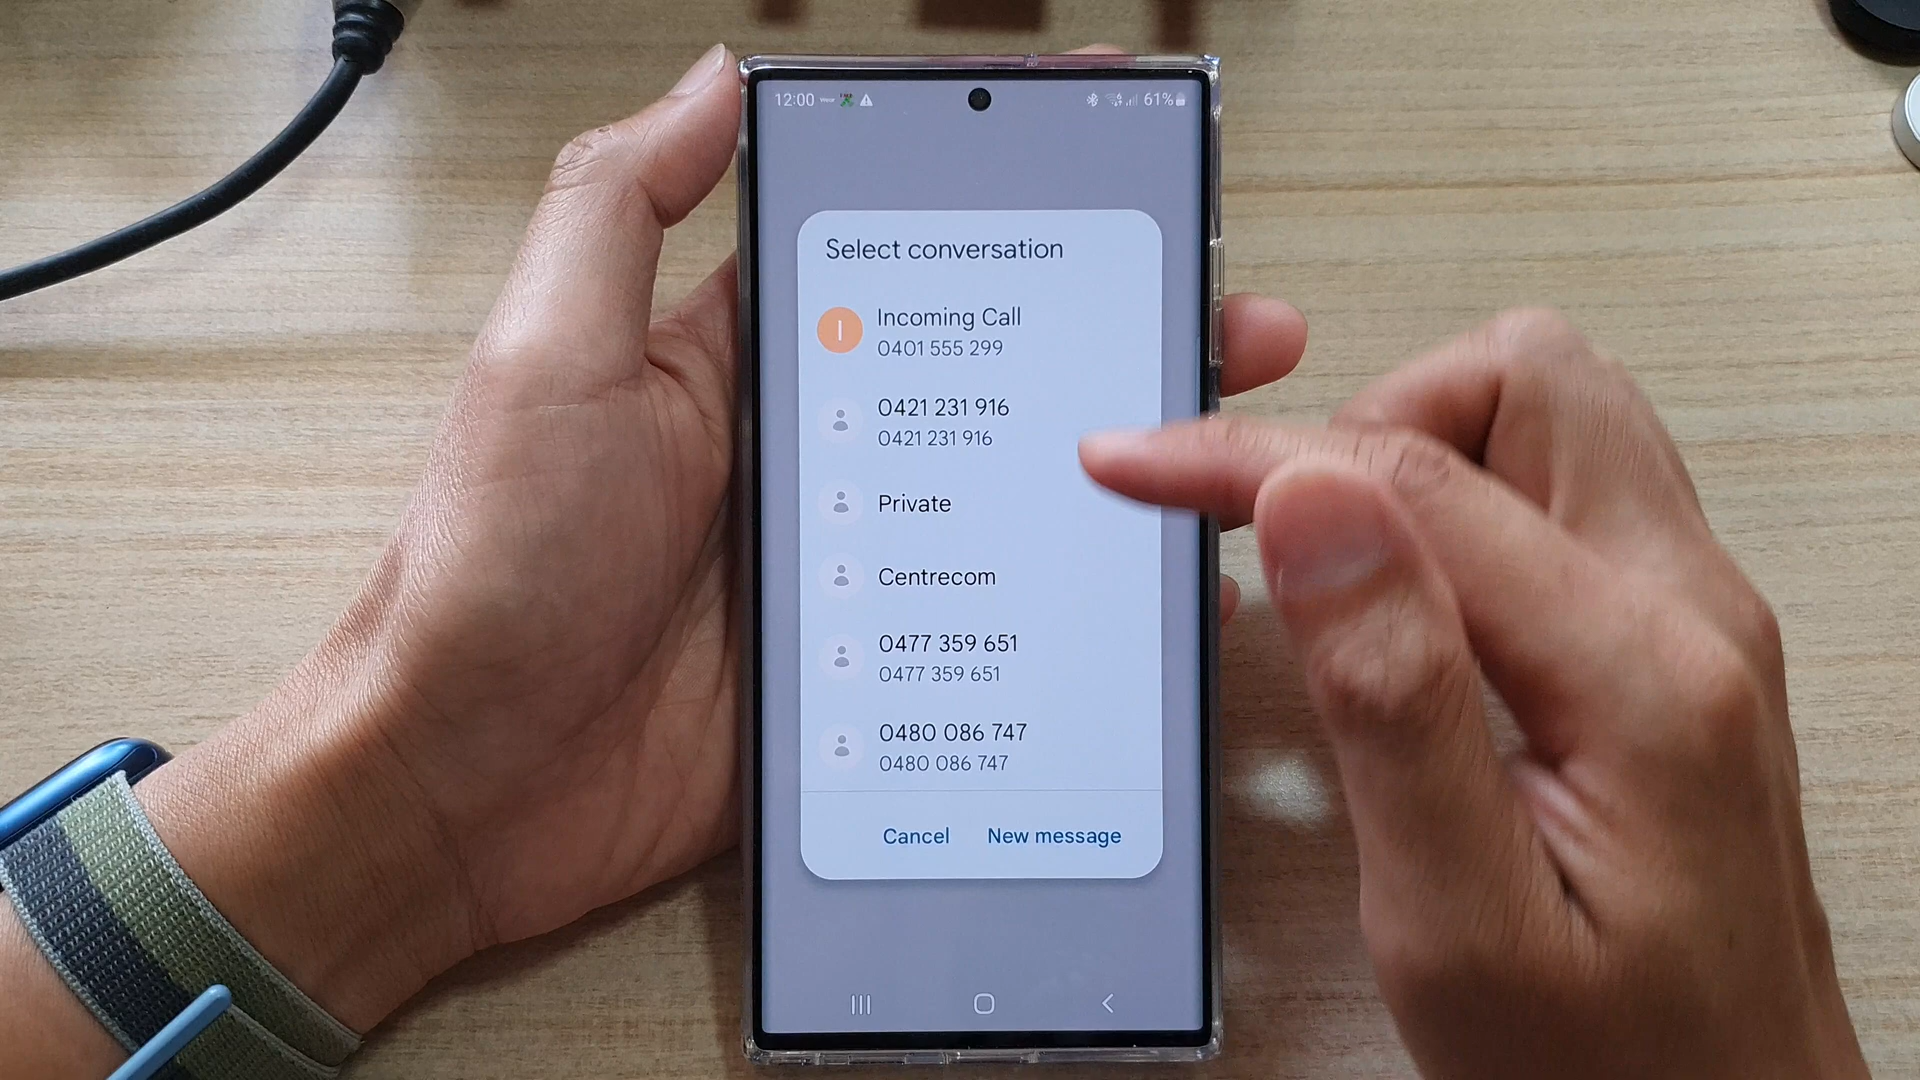 12:00 61%
Select conversation
I
Incoming Call
0401 555 299
0421 231 916
0421 231 916
Private
Centrecom
0477 359 651
0477 359 651
0480 086 747
0480 086 747
Cancel New message